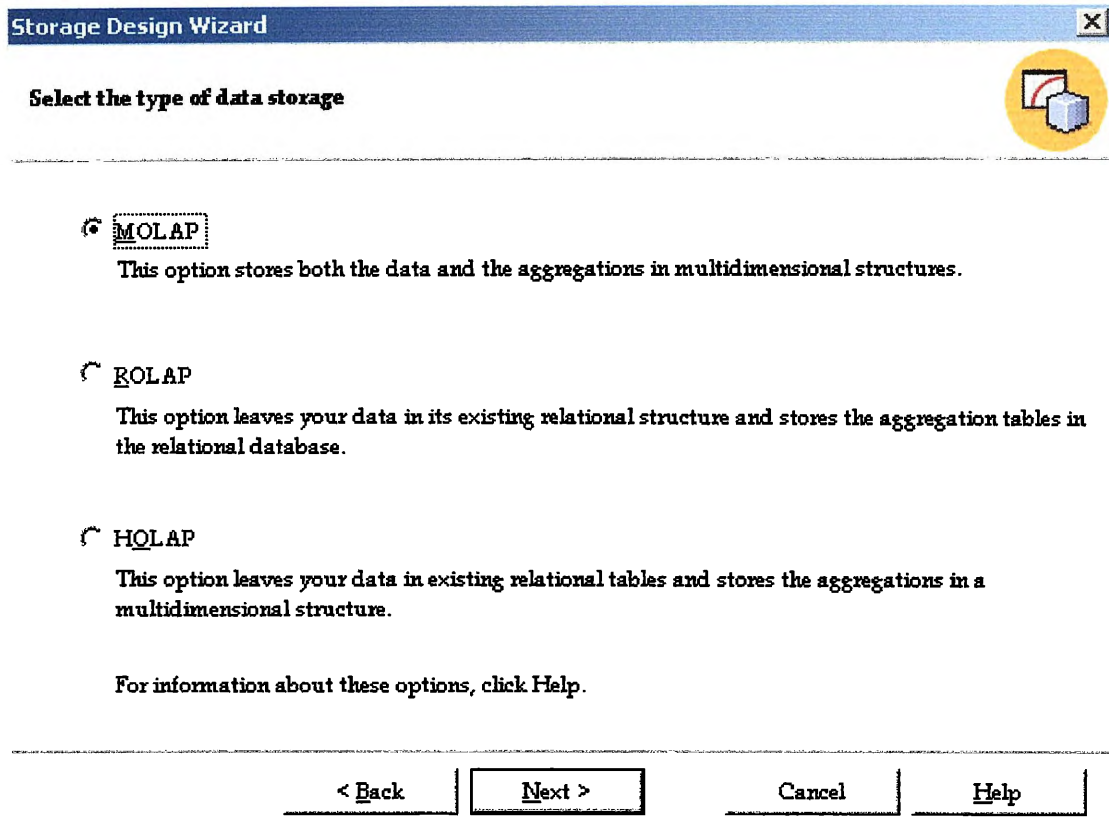 Storage Design Wizard
Select the type of data storage
MOLAP
This option stores both the data and the aggregations in multidimensional structures.
ROLAP
This option leaves your data in its existing relational structure and stores the aggregation tables in
the relational database.
HOLAP
This option leaves your data in existing relational tables and stores the aggregations in a
multidimensional structure.
For information about these options, click Help.
< Back
Next >
Cancel
Help